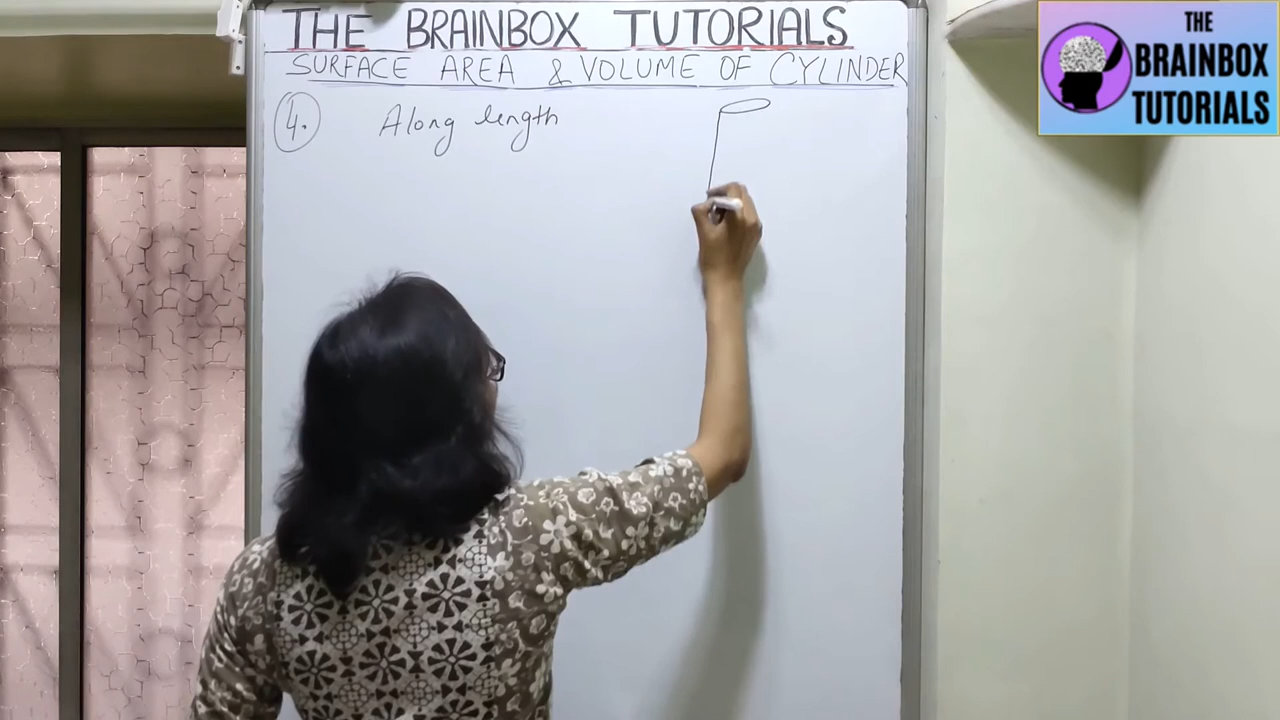 THE BRAINBOX TUTORIALS
SURFACE AREA & VOLUME OF CYLINDER
4. Along length
THE
BRAINBOX
TUTORIALS